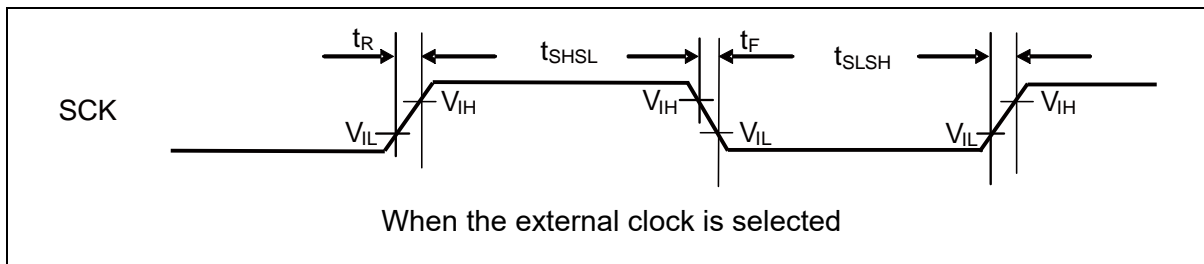 tR tSHSL tF tSLSH
SCK VIH VIH VIH
VIL VIL VIL
When the external clock is selected